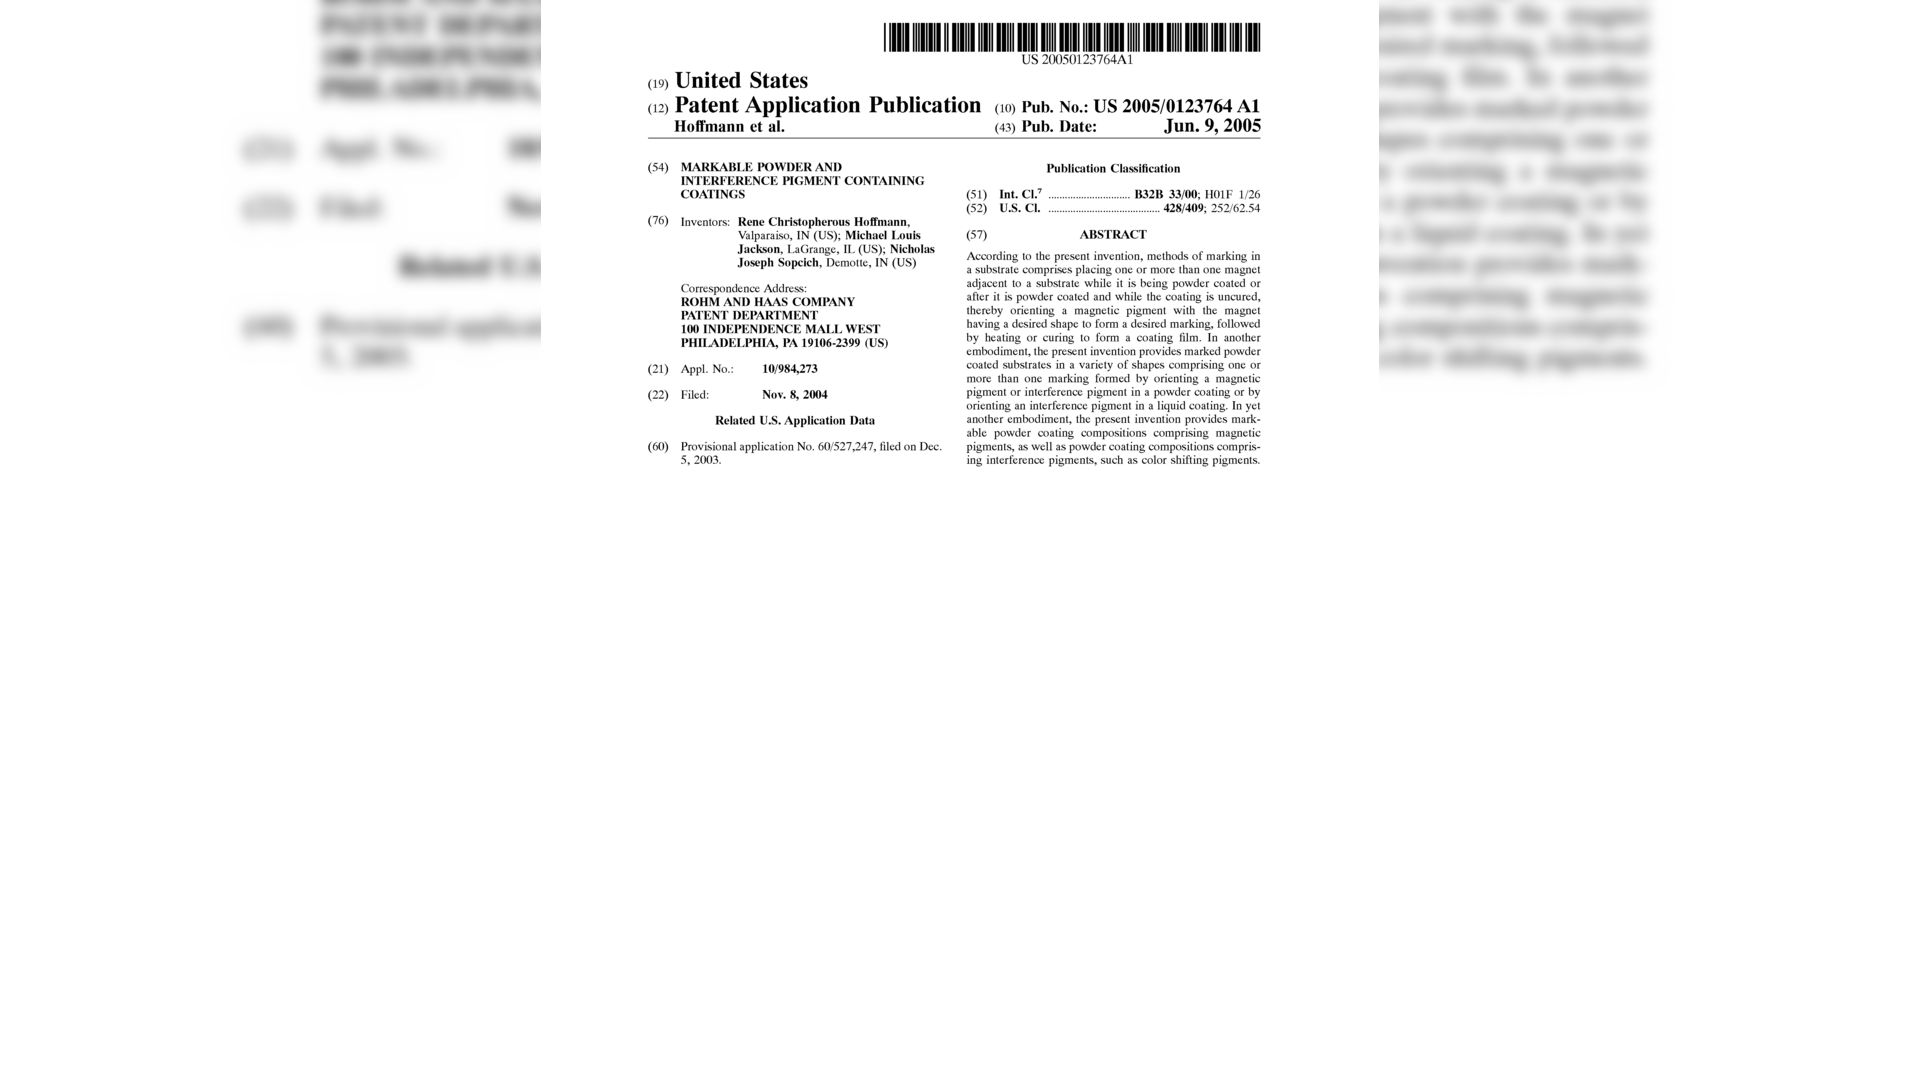 US 20050123764A1
(19) United States
(12) Patent Application Publication (10) Pub. No.: US 2005/0123764 A1
Hoffmann et al. (43) Pub. Date: Jun. 9, 2005
(54) MARKABLE POWDER AND
INTERFERENCE PIGMENT CONTAINING
COATINGS
(76) Inventors: Rene Christopherous Hoffmann,
Valparaiso, IN (US); Michael Louis
Jackson, LaGrange, IL (US); Nicholas
Joseph Sopcich, Demotte, IN (US)
Correspondence Address:
ROHM AND HAAS COMPANY
PATENT DEPARTMENT
100 INDEPENDENCE MALL WEST
PHILADELPHIA, PA 19106-2399 (US)
(21) Appl. No.: 10/984,273
(22) Filed: Nov. 8, 2004
Related U.S. Application Data
(60) Provisional application No. 60/527,247, filed on Dec.
5, 2003.
Publication Classification
(51) Int. Cl.7 ............................. B32B 33/00; H01F 1/26
(52) U.S. Cl. ........................................ 428/409; 252/62.54
(57) ABSTRACT
According to the present invention, methods of marking in
a substrate comprises placing one or more than one magnet
adjacent to a substrate while it is being powder coated or
after it is powder coated and while the coating is uncured,
thereby orienting a magnetic pigment with the magnet
having a desired shape to form a desired marking, followed
by heating or curing to form a coating film. In another
embodiment, the present invention provides marked powder
coated substrates in a variety of shapes comprising one or
more than one marking formed by orienting a magnetic
pigment or interference pigment in a powder coating or by
orienting an interference pigment in a liquid coating. In yet
another embodiment, the present invention provides mark-
able powder coating compositions comprising magnetic
pigments, as well as powder coating compositions compris-
ing interference pigments, such as color shifting pigments.